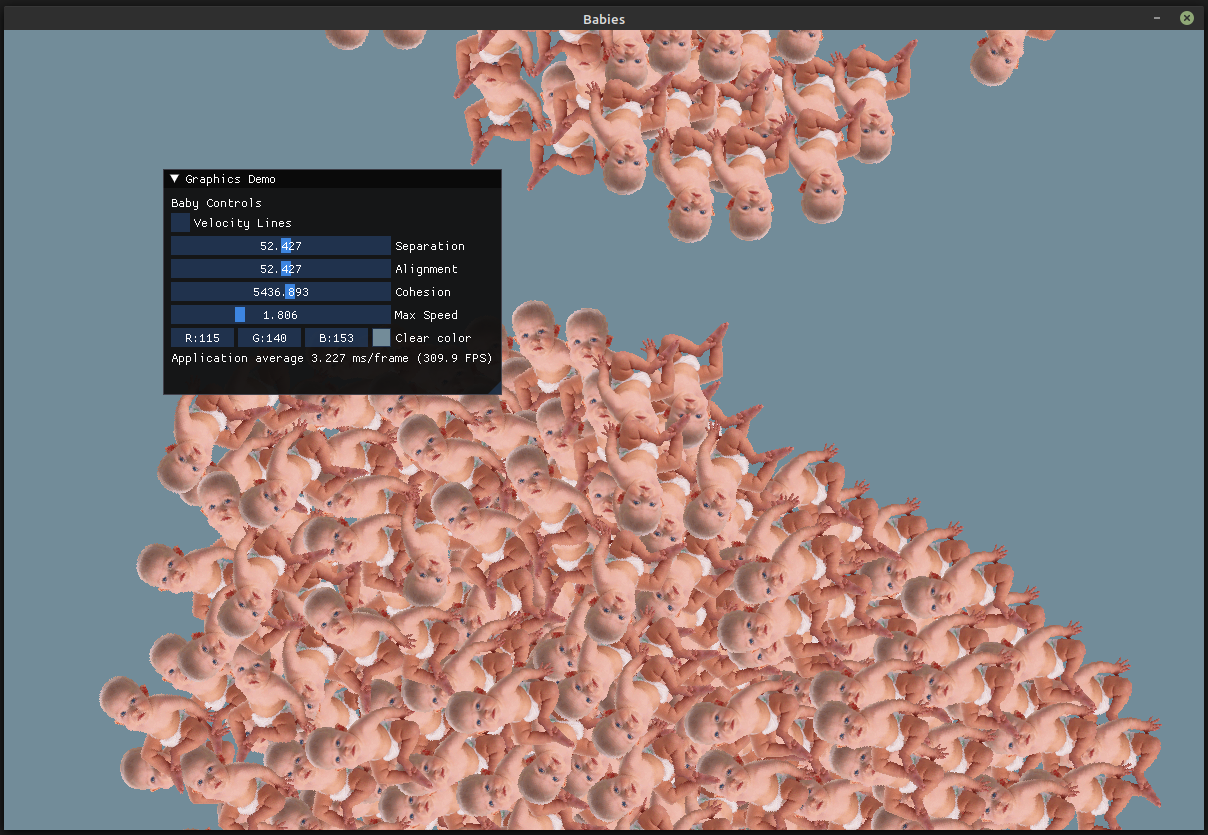 Babies
Graphics Demo
Baby Controls
Velocity Lines
52.427 Separation
52.427 Alignment
5436.893 Cohesion
1.806 Max Speed
R:115 G:140 B:153 Clear color
Application average 3.227 ms/frame (309.9 FPS)